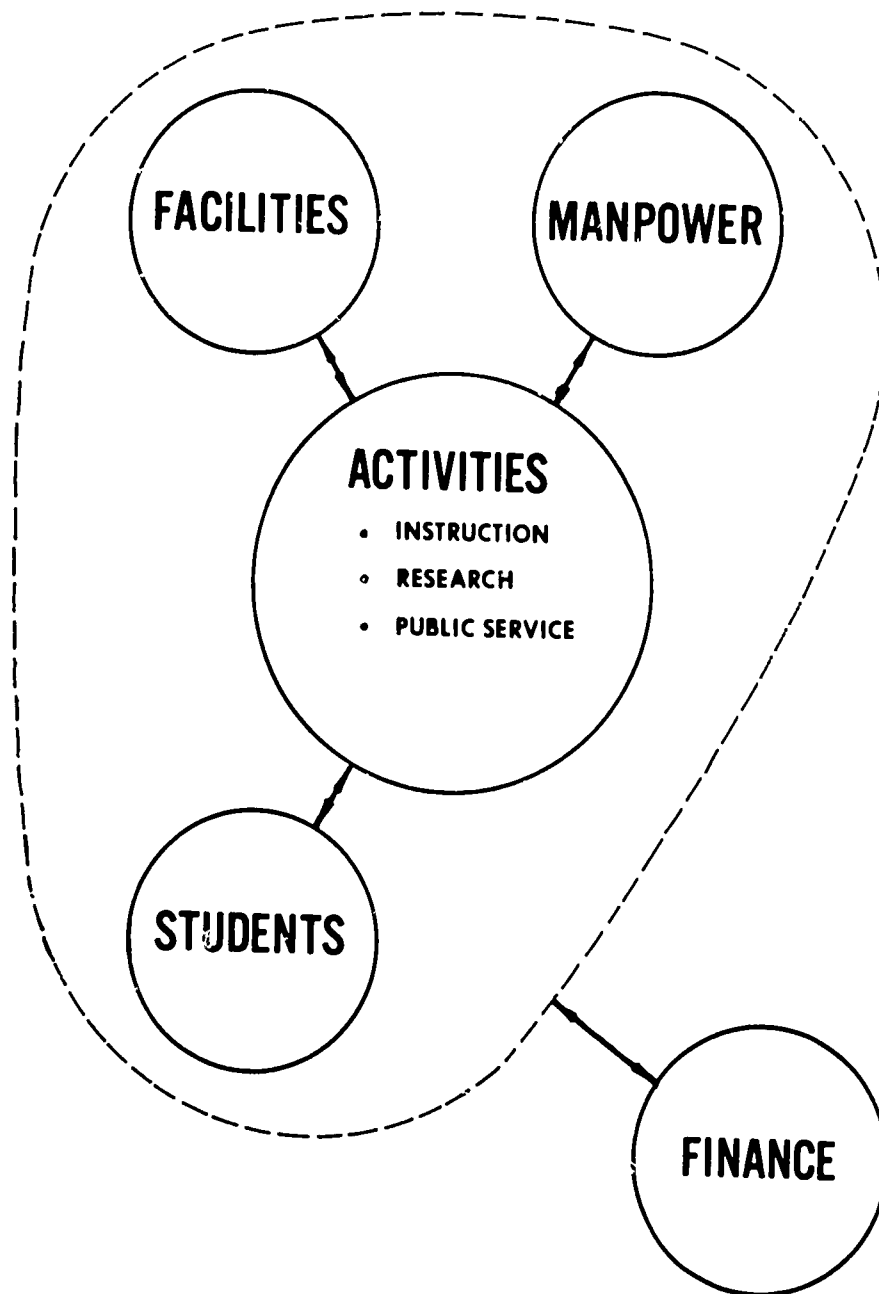 FACILITIES
MANPOWER
ACTIVITIES
• INSTRUCTION
• RESEARCH
• PUBLIC SERVICE
STUDENTS
FINANCE